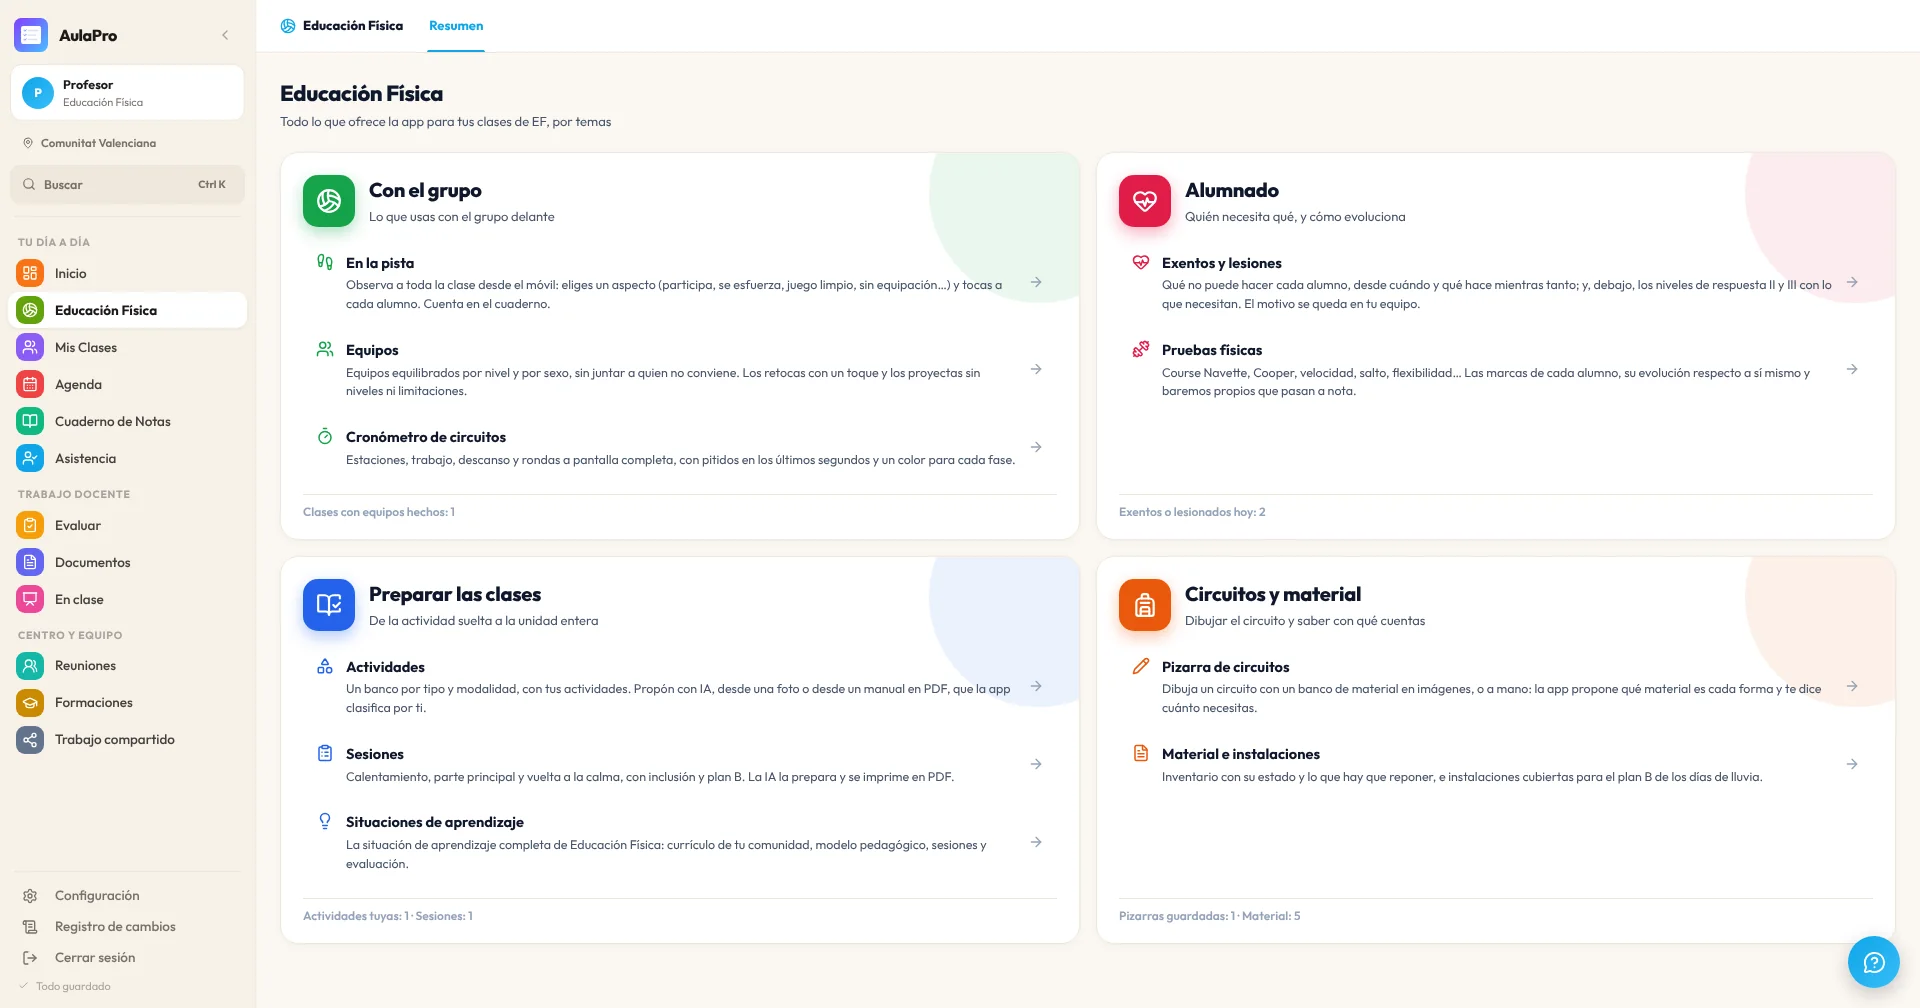 AulaPro
P
Profesor
Educación Física
Comunitat Valenciana
Buscar
Ctrl K
TU DÍA A DÍA
Inicio
Educación Física
Mis Clases
Agenda
Cuaderno de Notas
Asistencia
TRABAJO DOCENTE
Evaluar
Documentos
En clase
CENTRO Y EQUIPO
Reuniones
Formaciones
Trabajo compartido
Configuración
Registro de cambios
Cerrar sesión
Todo guardado
Educación Física
Resumen
Educación Física
Todo lo que ofrece la app para tus clases de EF, por temas
Con el grupo
Lo que usas con el grupo delante
En la pista
Observa a toda la clase desde el móvil: eliges un aspecto (participa, se esfuerza, juego limpio, sin equipación…) y tocas a
cada alumno. Cuenta en el cuaderno.
Equipos
Equipos equilibrados por nivel y por sexo, sin juntar a quien no conviene. Los retocas con un toque y los proyectas sin
niveles ni limitaciones.
Cronómetro de circuitos
Estaciones, trabajo, descanso y rondas a pantalla completa, con pitidos en los últimos segundos y un color para cada fase.
Clases con equipos hechos: 1
Alumnado
Quién necesita qué, y cómo evoluciona
Exentos y lesiones
Qué no puede hacer cada alumno, desde cuándo y qué hace mientras tanto; y, debajo, los niveles de respuesta II y III con lo
que necesitan. El motivo se queda en tu equipo.
Pruebas físicas
Course Navette, Cooper, velocidad, salto, flexibilidad… Las marcas de cada alumno, su evolución respecto a sí mismo y
baremos propios que pasan a nota.
Exentos o lesionados hoy: 2
Preparar las clases
De la actividad suelta a la unidad entera
Actividades
Un banco por tipo y modalidad, con tus actividades. Propón con IA, desde una foto o desde un manual en PDF, que la app
clasifica por ti.
Sesiones
Calentamiento, parte principal y vuelta a la calma, con inclusión y plan B. La IA la prepara y se imprime en PDF.
Situaciones de aprendizaje
La situación de aprendizaje completa de Educación Física: currículo de tu comunidad, modelo pedagógico, sesiones y
evaluación.
Actividades tuyas: 1 · Sesiones: 1
Circuitos y material
Dibujar el circuito y saber con qué cuentas
Pizarra de circuitos
Dibuja un circuito con un banco de material en imágenes, o a mano: la app propone qué material es cada forma y te dice
cuánto necesitas.
Material e instalaciones
Inventario con su estado y lo que hay que reponer, e instalaciones cubiertas para el plan B de los días de lluvia.
Pizarras guardadas: 1 · Material: 5